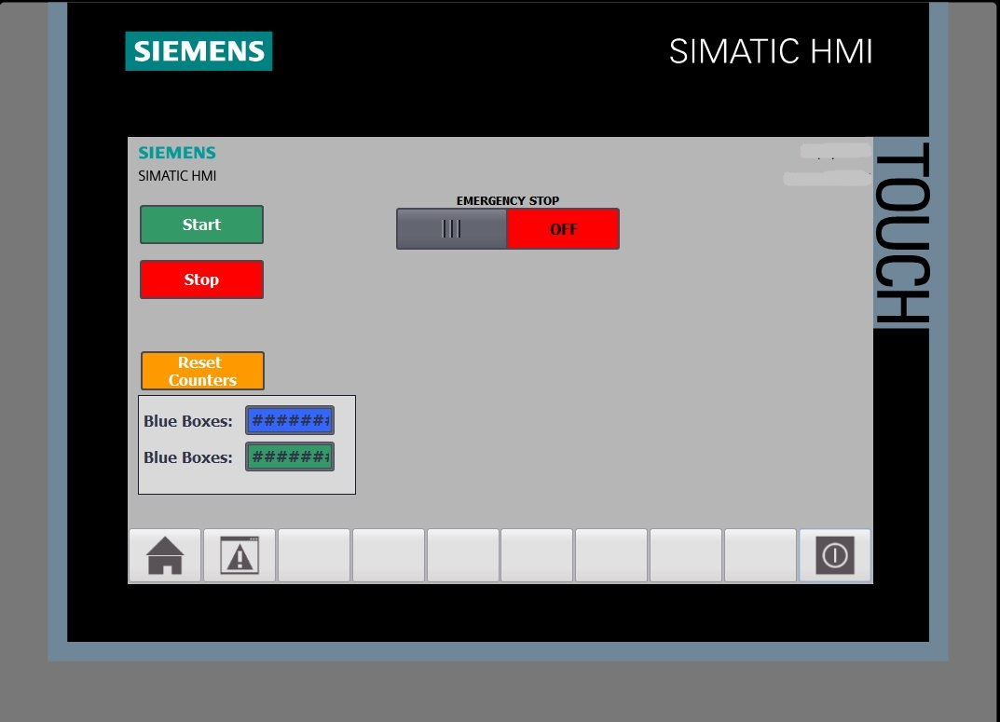 SIEMENS
SIMATIC HMI
SIEMENS
SIMATIC HMI
TOUCH
EMERGENCY STOP
Start
OFF
Stop
Reset
Counters
Blue Boxes: #######
Blue Boxes: #######